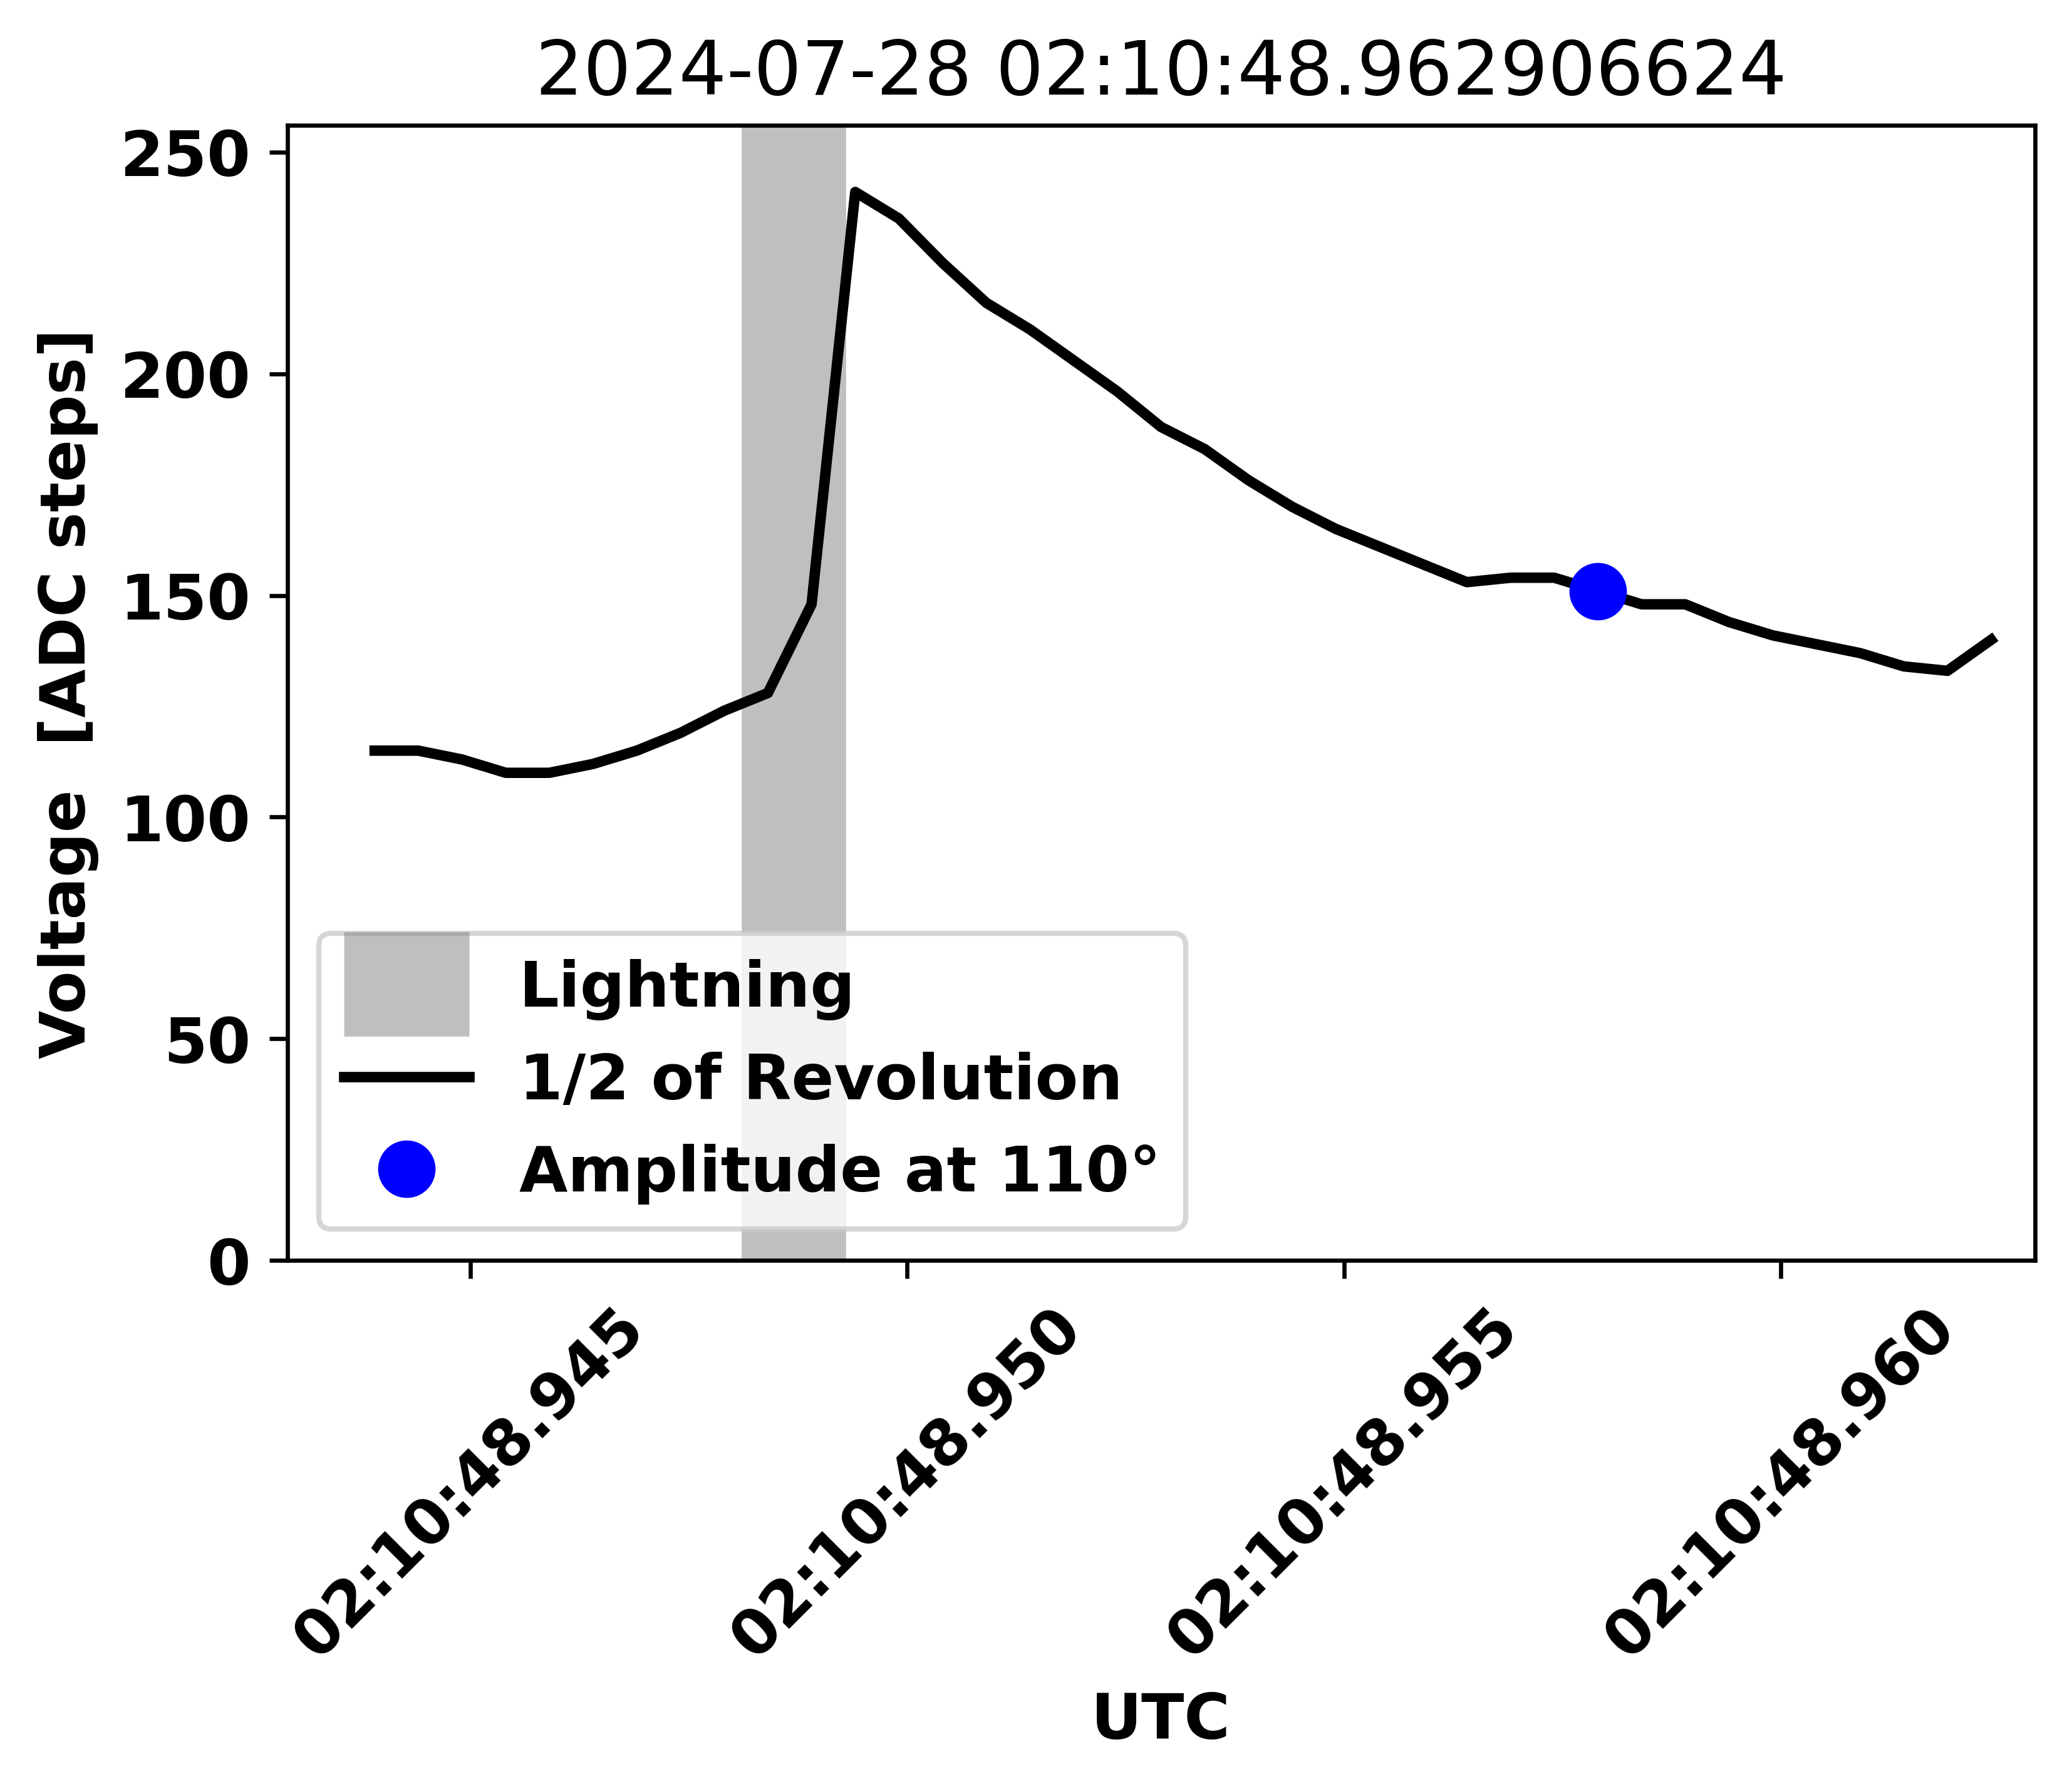 2024-07-28 02:10:48.962906624
Voltage [ADC steps]
250
200
150
100
50
0
Lightning
1/2 of Revolution
Amplitude at 110°
02:10:48.945
02:10:48.950
02:10:48.955
02:10:48.960
UTC